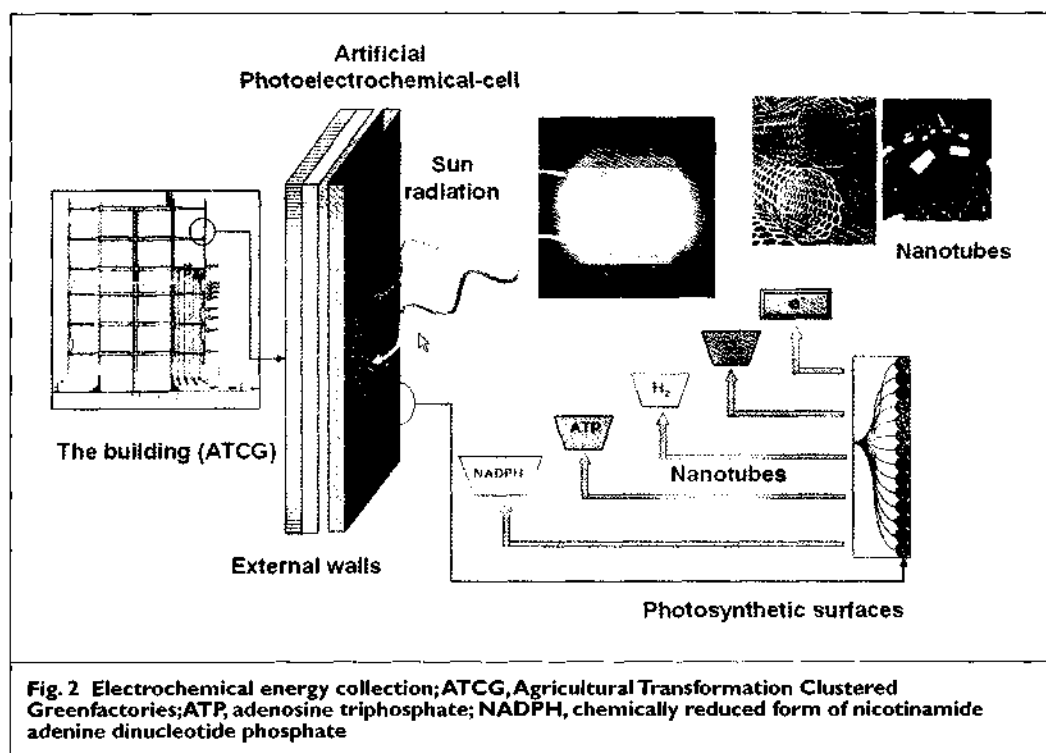 Artificial
Photoelectrochemical-cell
Sun
radiation
Nanotubes
The building (ATCG)
H₂
ATP
NADPH
Nanotubes
External walls
Photosynthetic surfaces
Fig. 2 Electrochemical energy collection; ATCG, Agricultural Transformation Clustered
Greenfactories; ATP, adenosine triphosphate; NADPH, chemically reduced form of nicotinamide
adenine dinucleotide phosphate